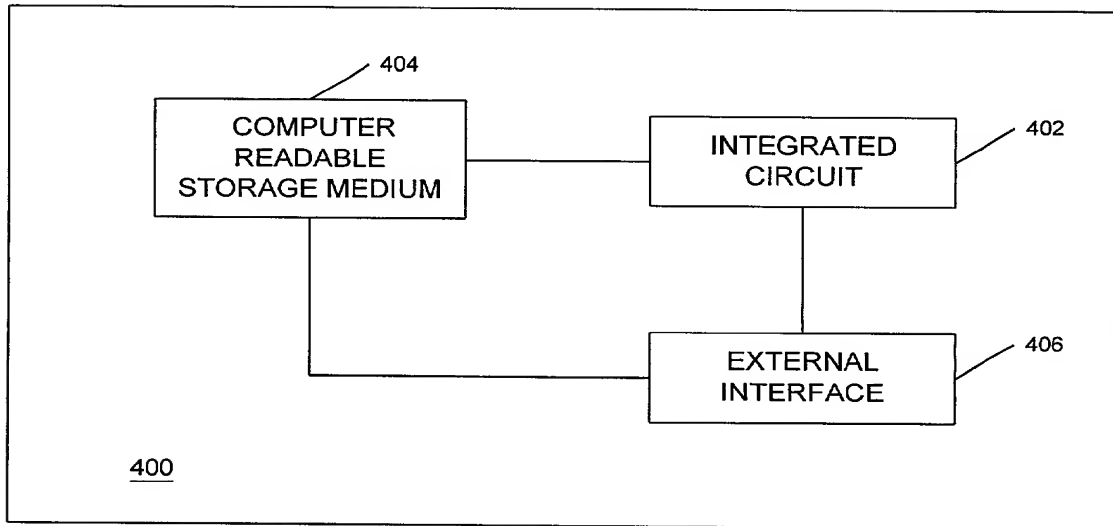 404
COMPUTER
READABLE
STORAGE MEDIUM
INTEGRATED
CIRCUIT
402
EXTERNAL
INTERFACE
406
400